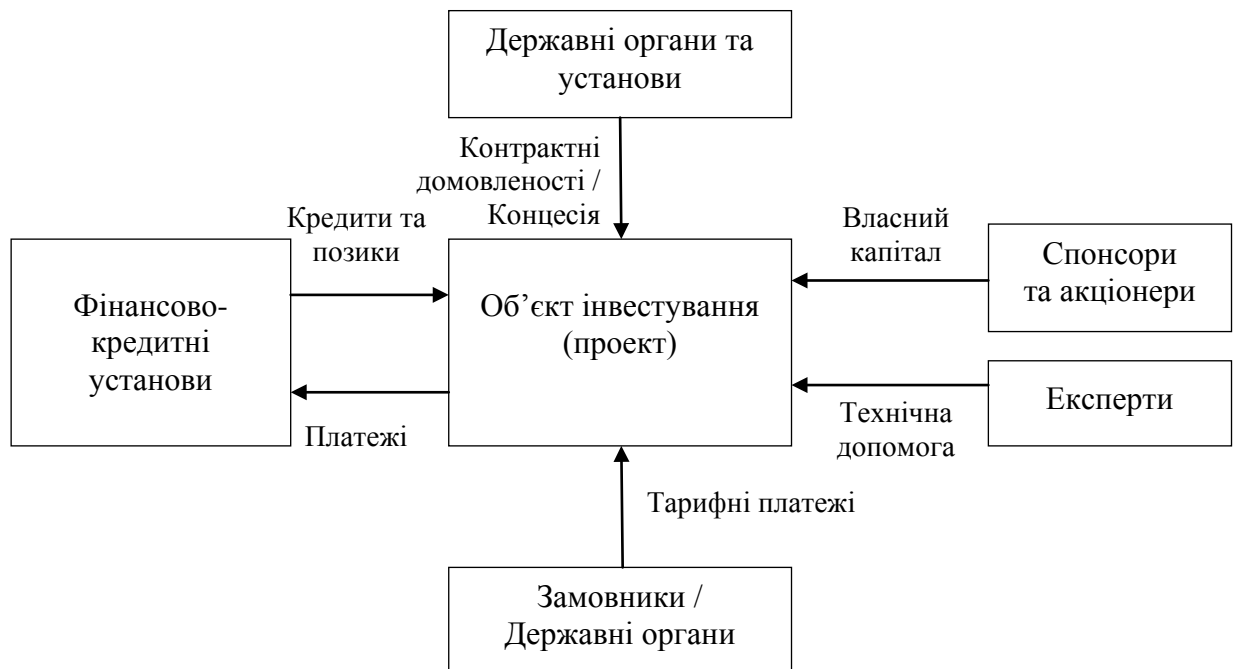 Державні органи та
установи
Контрактні
домовленості /
Концесія
Кредити та
позики
Власний
капітал
Фінансово-
кредитні
установи
Об’єкт інвестування
(проект)
Спонсори
та акціонери
Експерти
Платежі
Технічна
допомога
Тарифні платежі
Замовники /
Державні органи